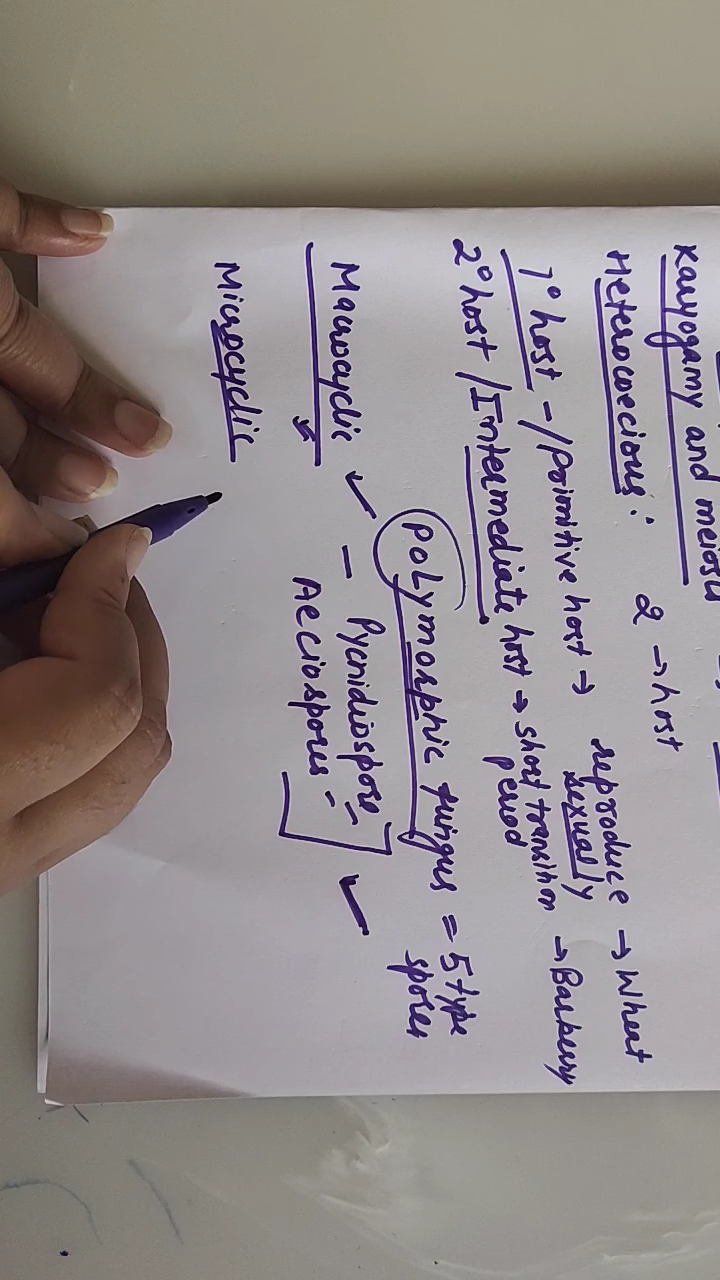 Karyogamy and meiosis
Heterocoecious: 2 → host
1° host - /primitive host → reproduce sexually → Wheat
2° host / Intermediate host → short transition period → Barberry
Polymorphic fungus = 5 type spores
Macrocyclic - Pycnidiospore -
Aeciospores -
Microcyclic